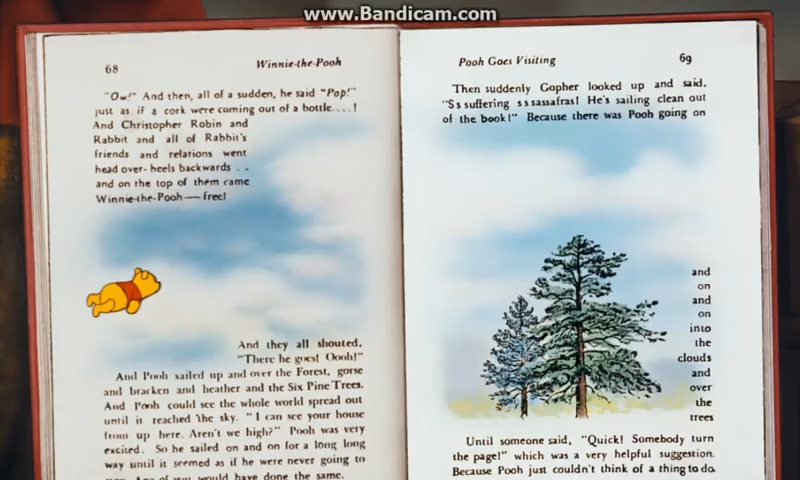 www.Bandicam.com
68
Winnie-the-Pooh
"Ow!" And then, all of a sudden, he said "Pop!"
just as if a cork were coming out of a bottle....!
And Christopher Robin and
Rabbit and all of Rabbit's
friends and relations went
head over- heels backwards . .
and on the top of them came
Winnie-the-Pooh — free!
And they all shouted,
"There he goes! Oooh!"
And Pooh sailed up and over the Forest, gorse
and bracken and heather and the Six Pine Trees.
And Pooh could see the whole world spread out
until it reached the sky. "I can see your house
from up here. Aren't we high?" Pooh was very
excited. So he sailed on and on for a long long
way until it seemed as if he were never going to
you would have done the same.
Pooh Goes Visiting
69
Then suddenly Gopher looked up and said,
"S s suffering s s sassafras! He's sailing clean out
of the book!" Because there was Pooh going on
and
on
and
on
into
the
clouds
and
over
the
trees
Until someone said, "Quick! Somebody turn
the page!" which was a very helpful suggestion.
Because Pooh just couldn't think of a thing to do.